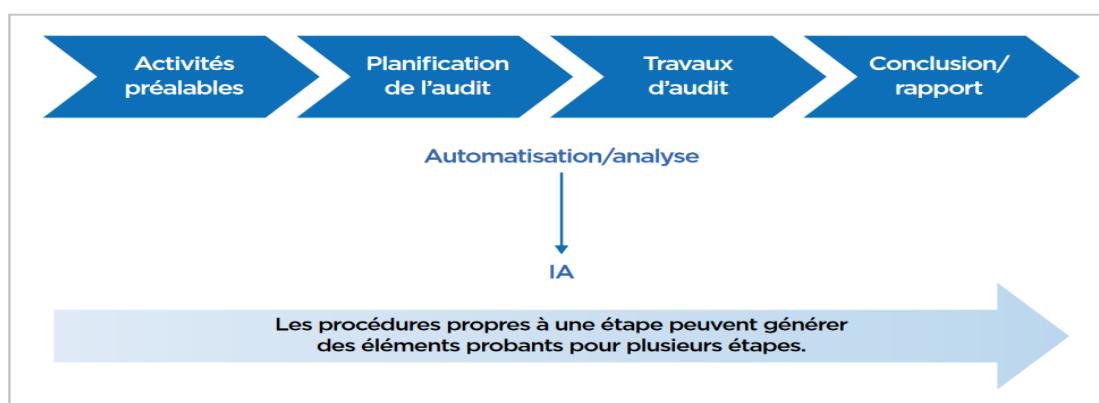 Activités
préalables
Planification
de l’audit
Travaux
d’audit
Conclusion/
rapport
Automatisation/analyse
IA
Les procédures propres à une étape peuvent générer
des éléments probants pour plusieurs étapes.